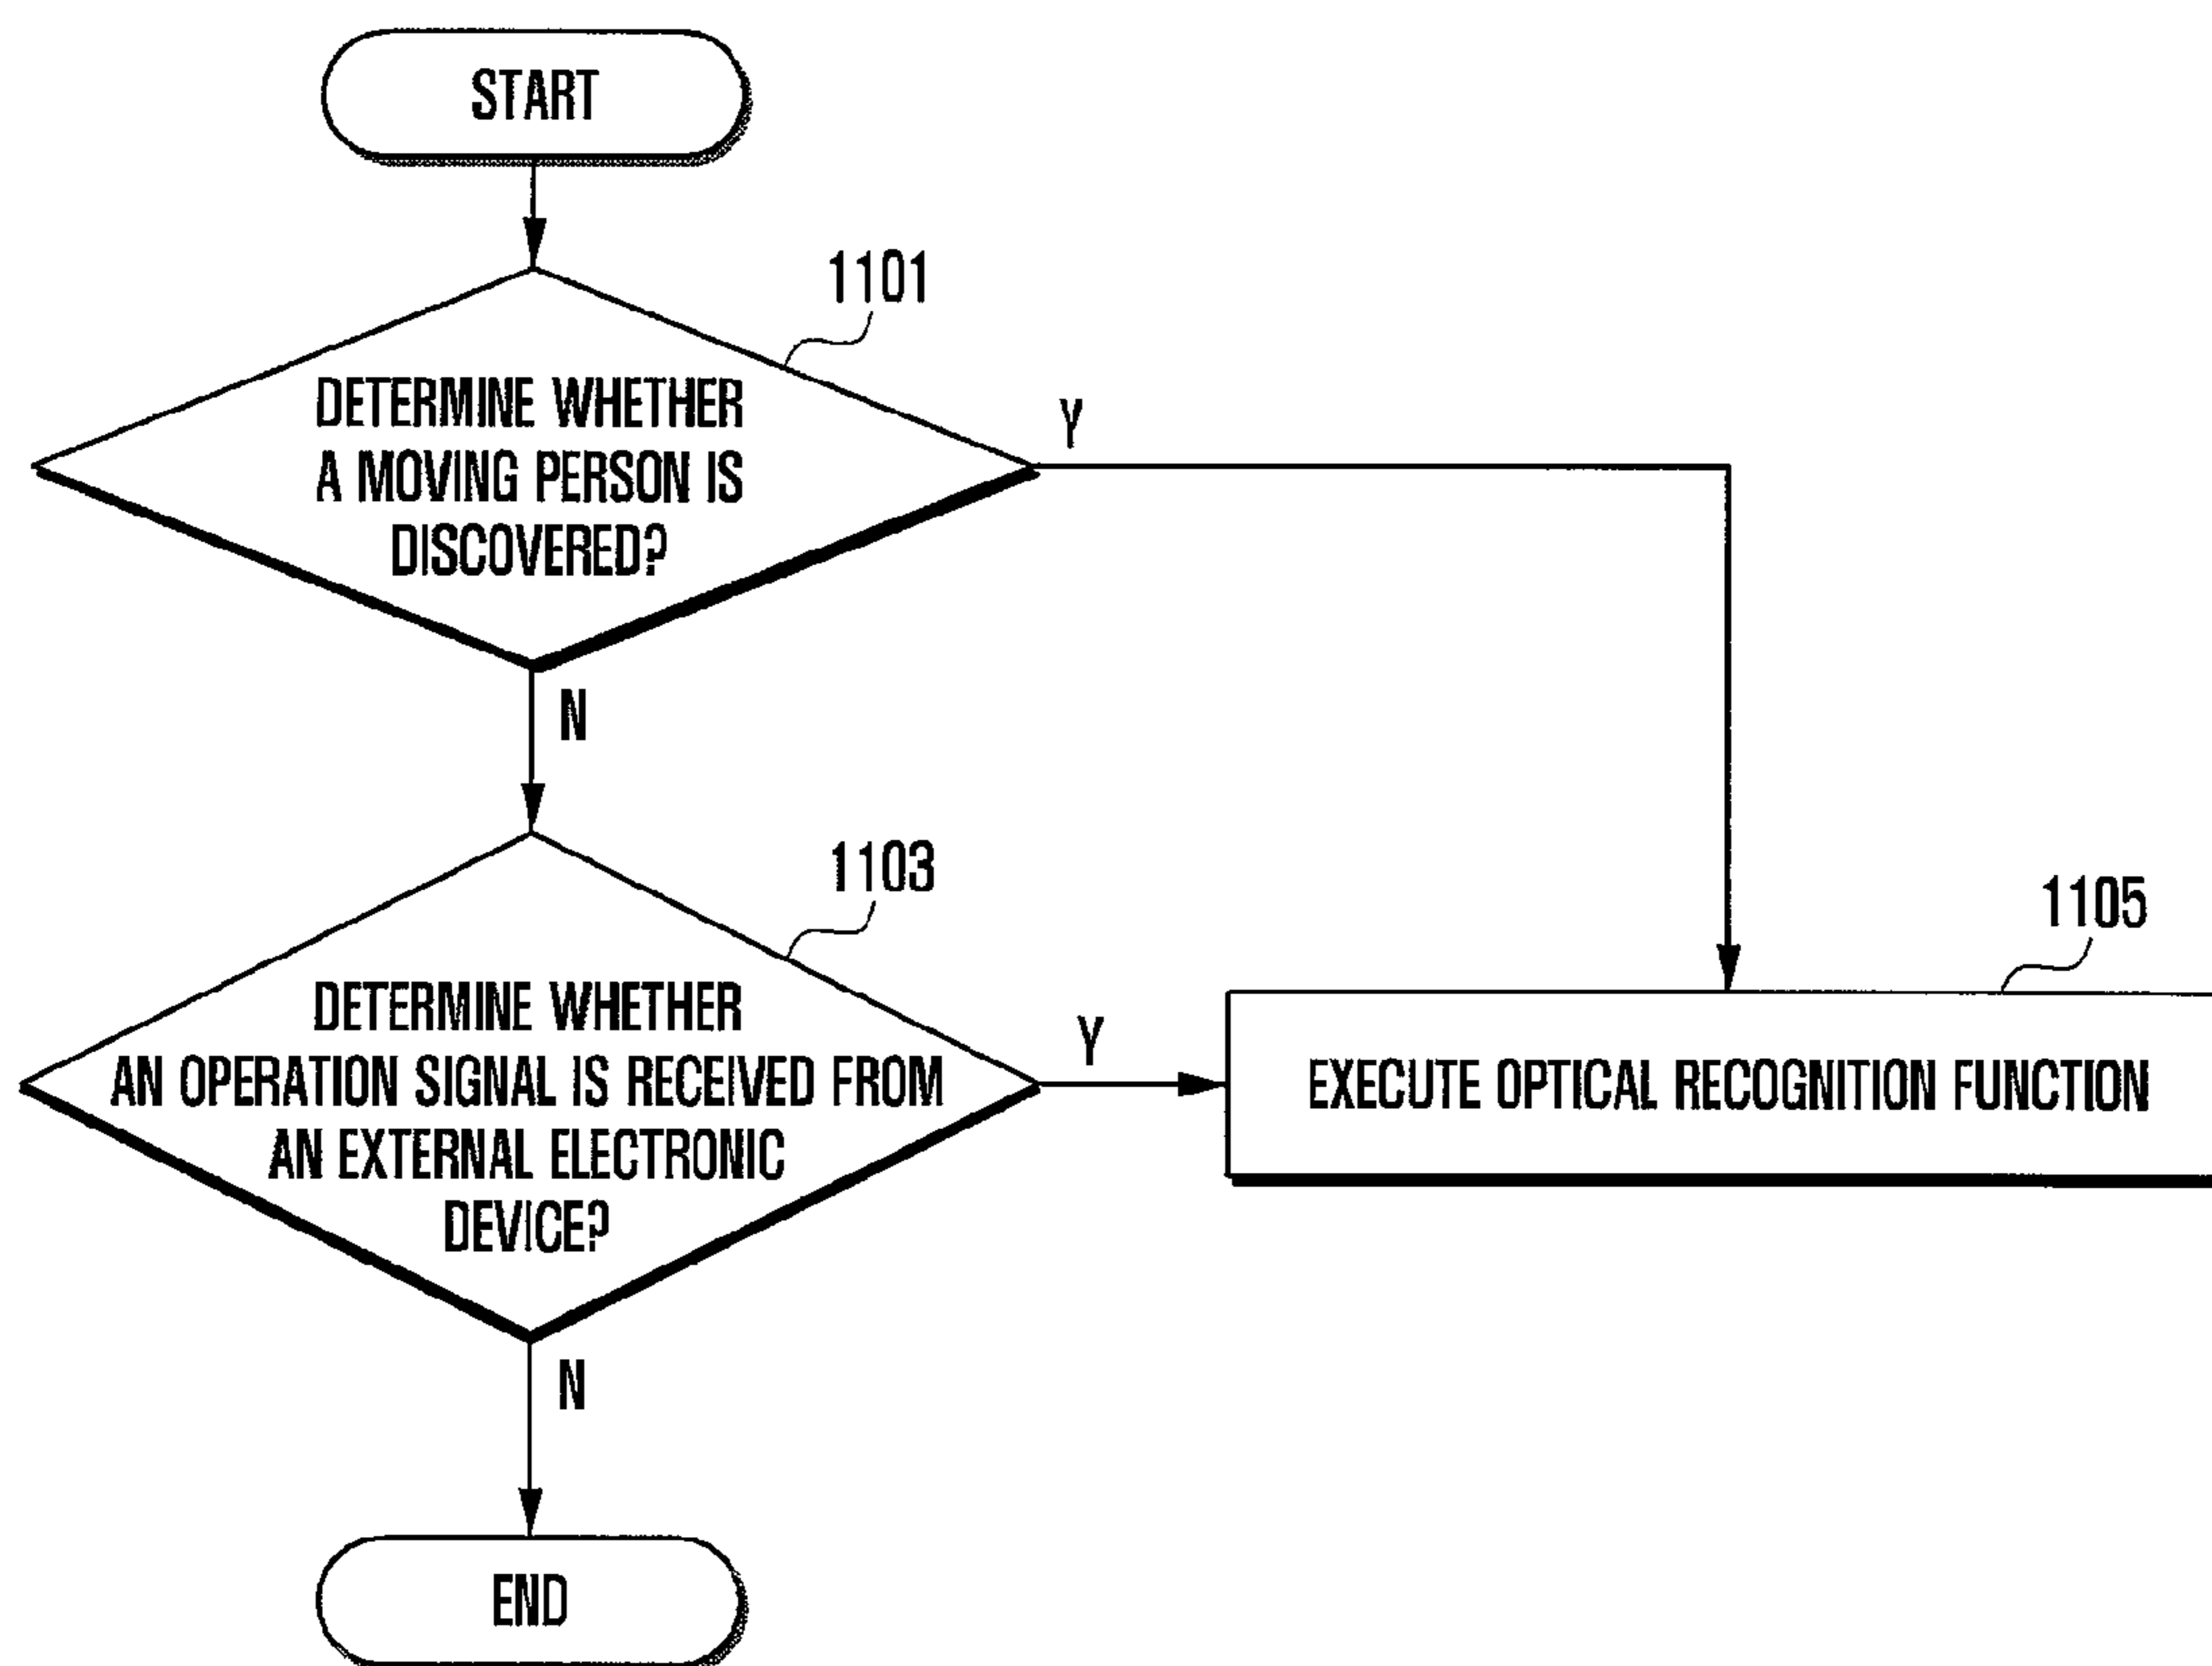 START
1101
DETERMINE WHETHER
A MOVING PERSON IS
DISCOVERED?
Y
N
1103
DETERMINE WHETHER
AN OPERATION SIGNAL IS RECEIVED FROM
AN EXTERNAL ELECTRONIC
DEVICE?
Y
1105
EXECUTE OPTICAL RECOGNITION FUNCTION
N
END